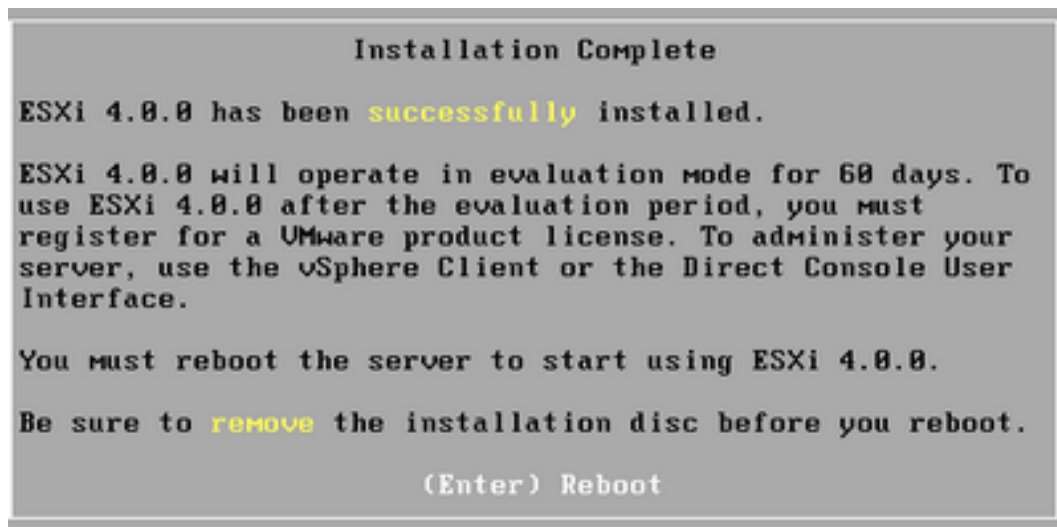 Installation Complete
ESXi 4.0.0 has been successfully installed.
ESXi 4.0.0 will operate in evaluation mode for 60 days. To
use ESXi 4.0.0 after the evaluation period, you must
register for a VMware product license. To administer your
server, use the vSphere Client or the Direct Console User
Interface.
You must reboot the server to start using ESXi 4.0.0.
Be sure to remove the installation disc before you reboot.
(Enter) Reboot